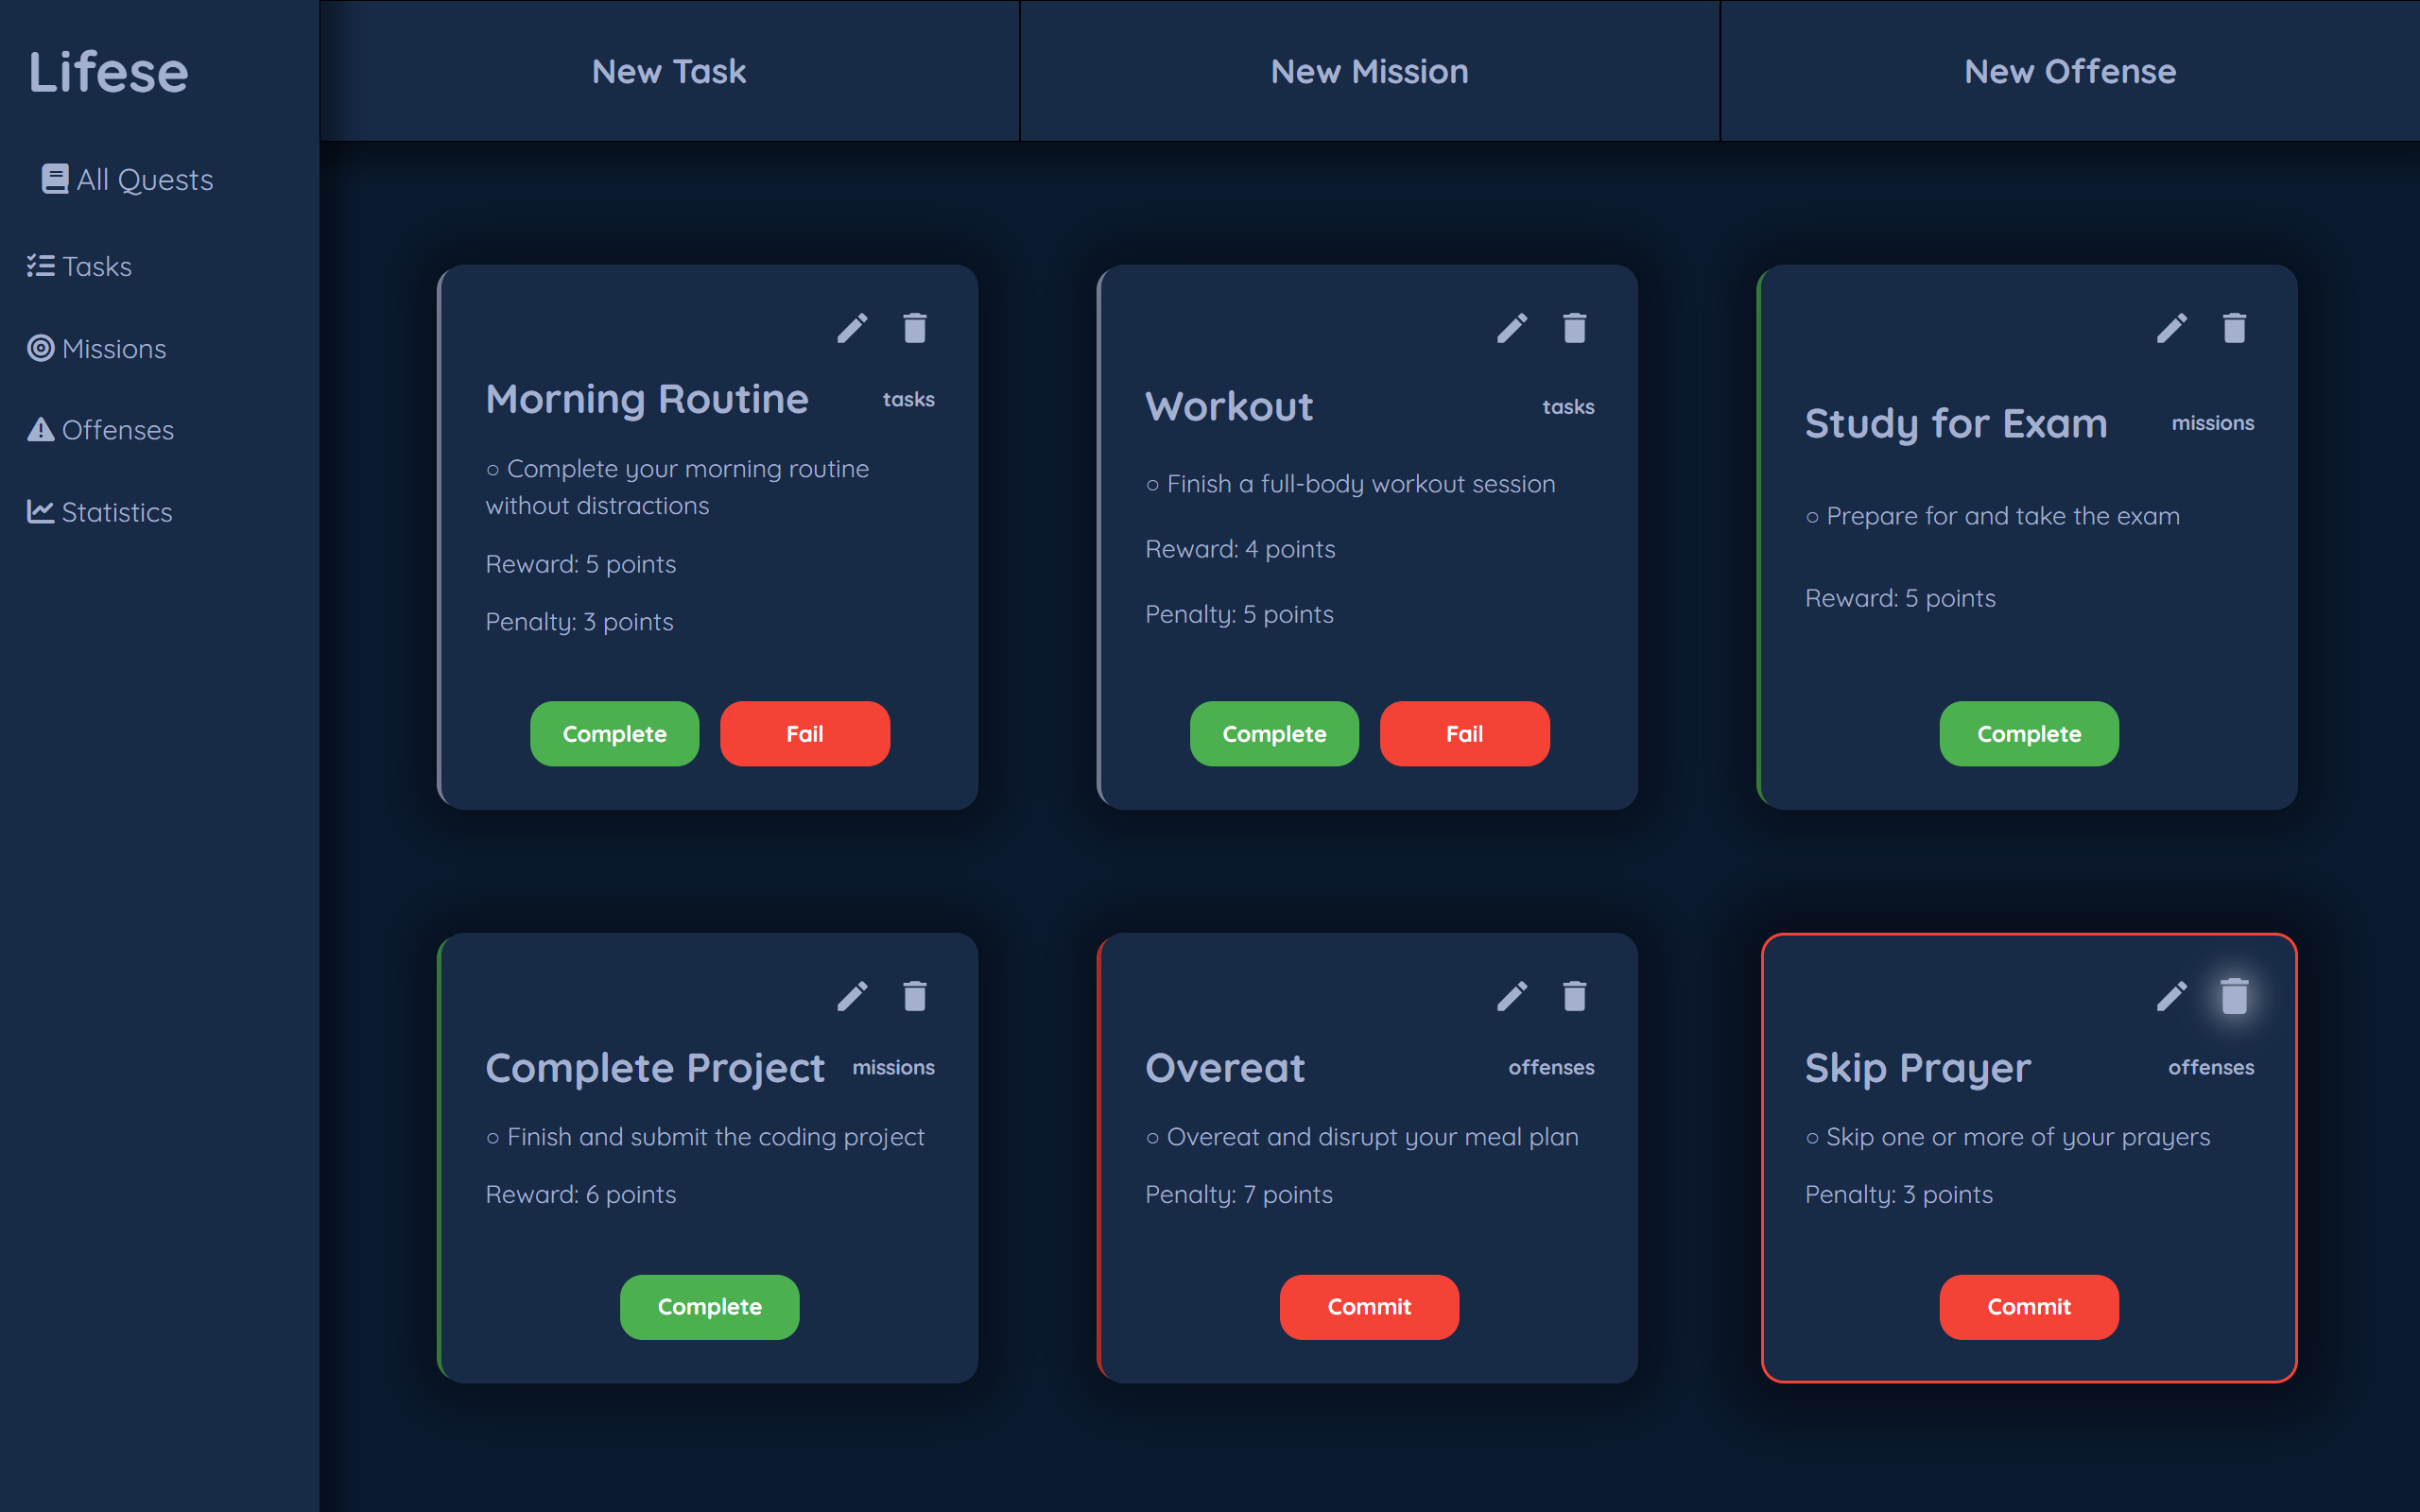 Lifese
All Quests
Tasks
Missions
Offenses
Statistics
New Task
New Mission
New Offense
Morning Routine
tasks
○ Complete your morning routine
without distractions
Reward: 5 points
Penalty: 3 points
Complete
Fail
Workout
tasks
○ Finish a full-body workout session
Reward: 4 points
Penalty: 5 points
Complete
Fail
Study for Exam
missions
○ Prepare for and take the exam
Reward: 5 points
Complete
Complete Project
missions
○ Finish and submit the coding project
Reward: 6 points
Complete
Overeat
offenses
○ Overeat and disrupt your meal plan
Penalty: 7 points
Commit
Skip Prayer
offenses
○ Skip one or more of your prayers
Penalty: 3 points
Commit